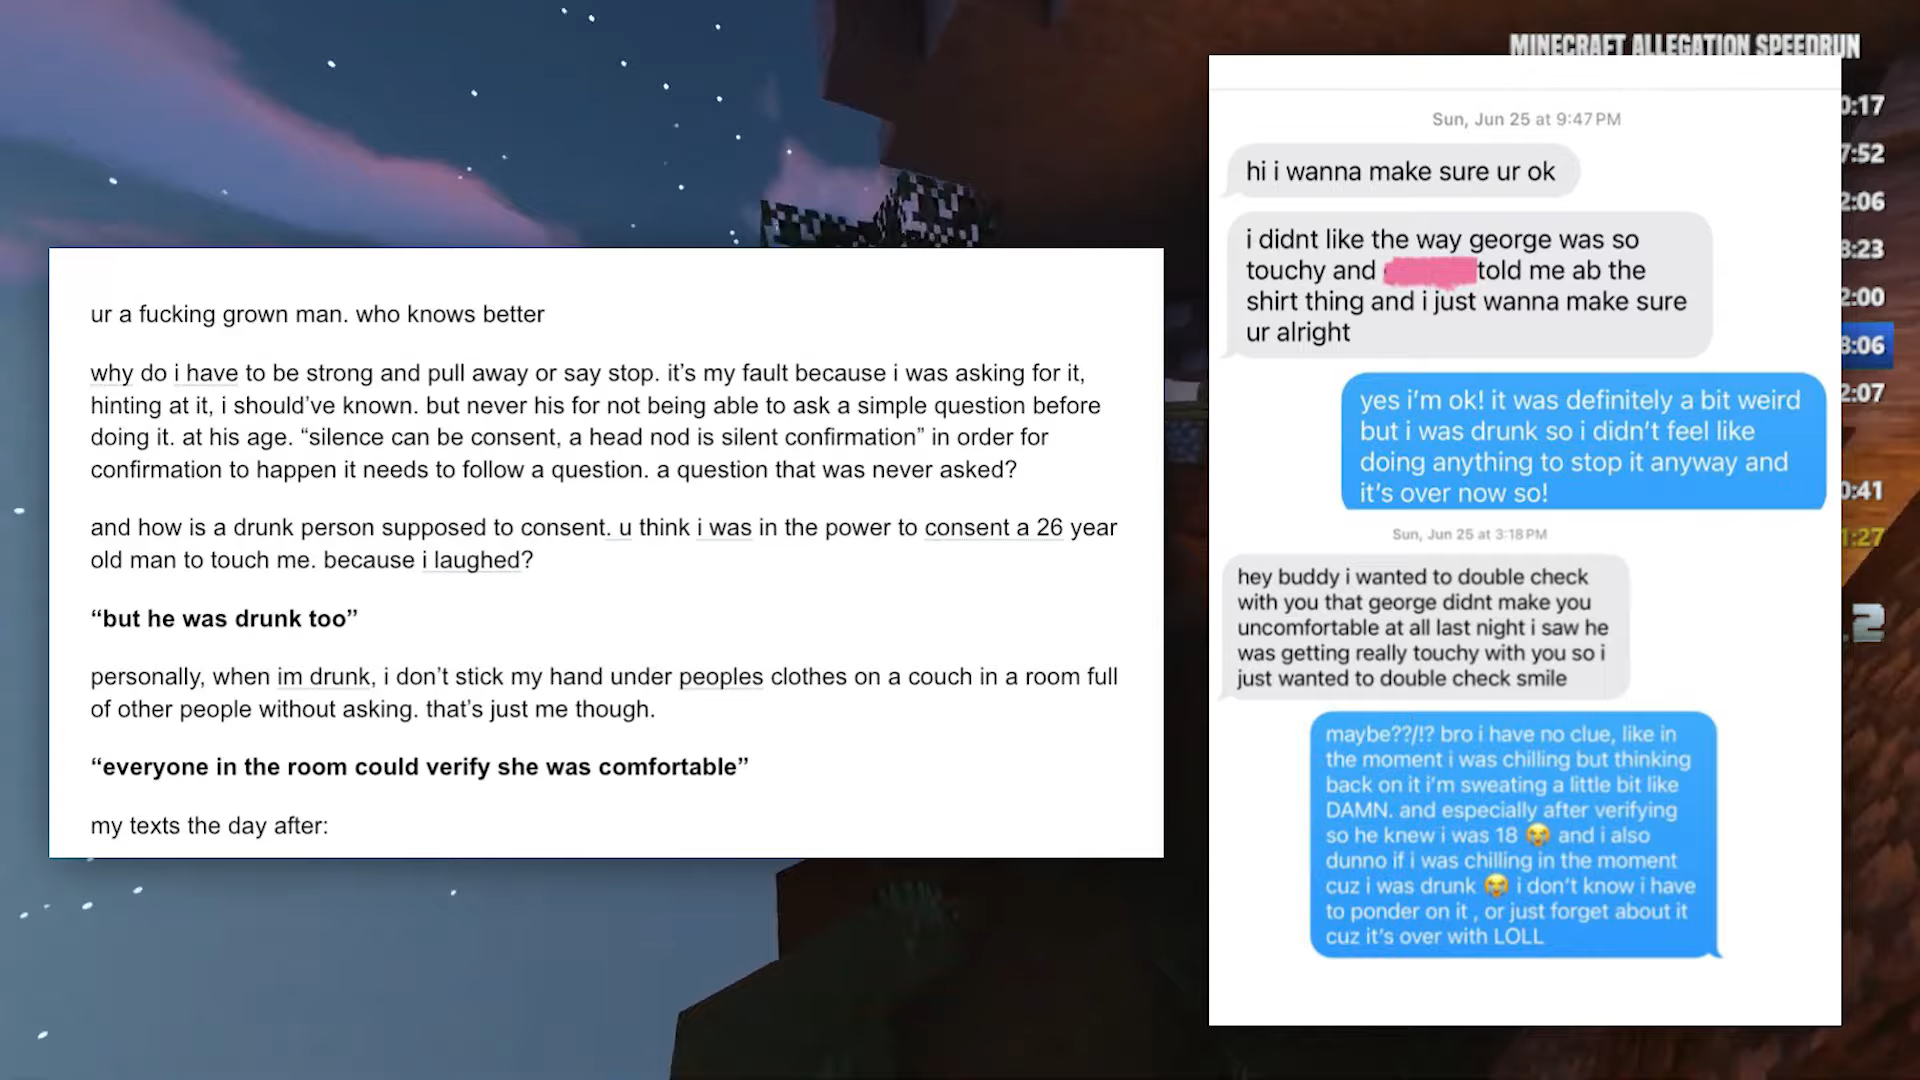 MINECRAFT ALLEGATION SPEEDRUN
ur a fucking grown man. who knows better
why do i have to be strong and pull away or say stop. it’s my fault because i was asking for it,
hinting at it, i should’ve known. but never his for not being able to ask a simple question before
doing it. at his age. “silence can be consent, a head nod is silent confirmation” in order for
confirmation to happen it needs to follow a question. a question that was never asked?
and how is a drunk person supposed to consent. u think i was in the power to consent a 26 year
old man to touch me. because i laughed?
“but he was drunk too”
personally, when im drunk, i don’t stick my hand under peoples clothes on a couch in a room full
of other people without asking. that’s just me though.
“everyone in the room could verify she was comfortable”
my texts the day after:
Sun, Jun 25 at 9:47 PM
hi i wanna make sure ur ok
i didnt like the way george was so
touchy and told me ab the
shirt thing and i just wanna make sure
ur alright
yes i’m ok! it was definitely a bit weird
but i was drunk so i didn’t feel like
doing anything to stop it anyway and
it’s over now so!
Sun, Jun 25 at 3:18 PM
hey buddy i wanted to double check
with you that george didnt make you
uncomfortable at all last night i saw he
was getting really touchy with you so i
just wanted to double check smile
maybe??/!? bro i have no clue, like in
the moment i was chilling but thinking
back on it i’m sweating a little bit like
DAMN. and especially after verifying
so he knew i was 18 😭 and i also
dunno if i was chilling in the moment
cuz i was drunk 😭 i don’t know i have
to ponder on it , or just forget about it
cuz it’s over with LOLL
0:17
7:52
2:06
8:23
2:00
8:06
2:07
0:41
1:27
.2